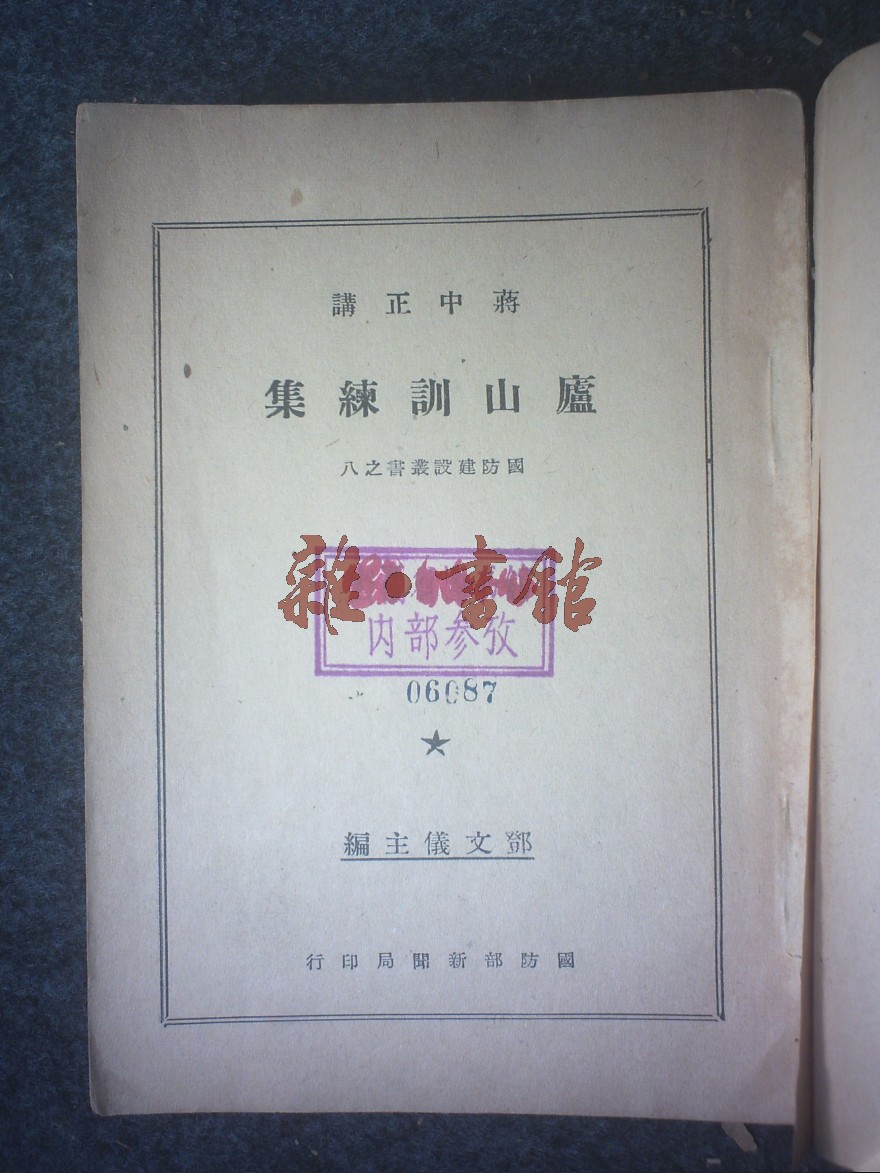 蔣中正講
廬山訓練集
國防建設叢書之八
雜·書館
内部参攷
06087
鄧文儀主編
國防部新聞局印行